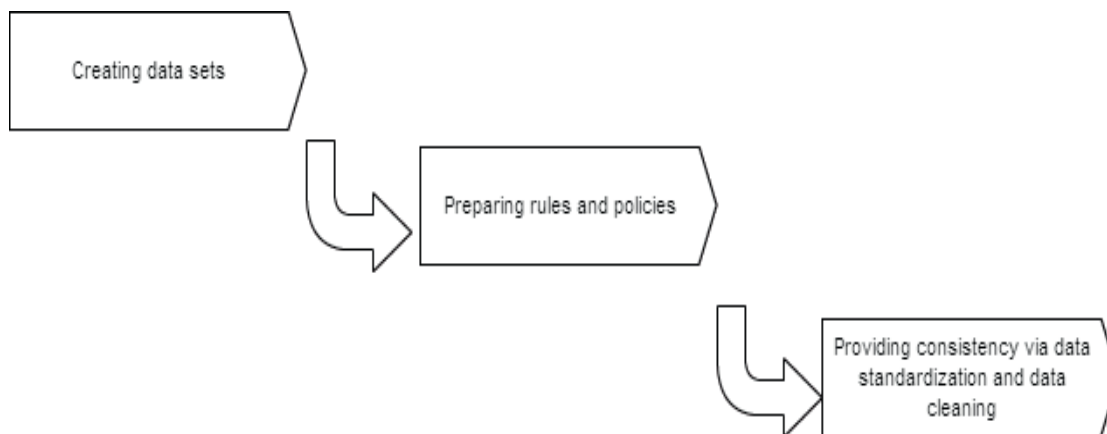 Creating data sets
Preparing rules and policies
Providing consistency via data
standardization and data
cleaning